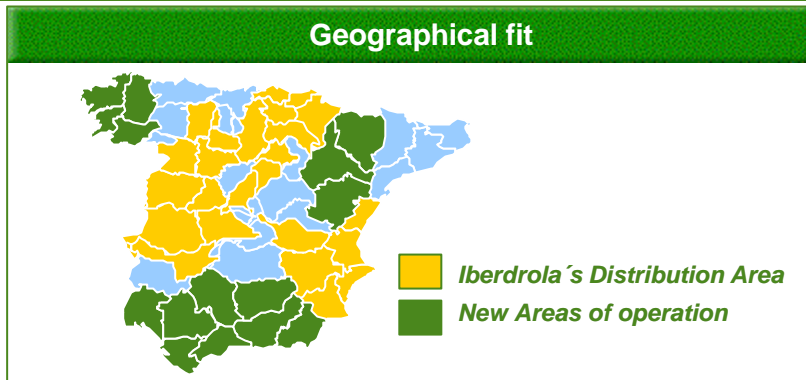 Geographical fit
Iberdrola´s Distribution Area
New Areas of operation